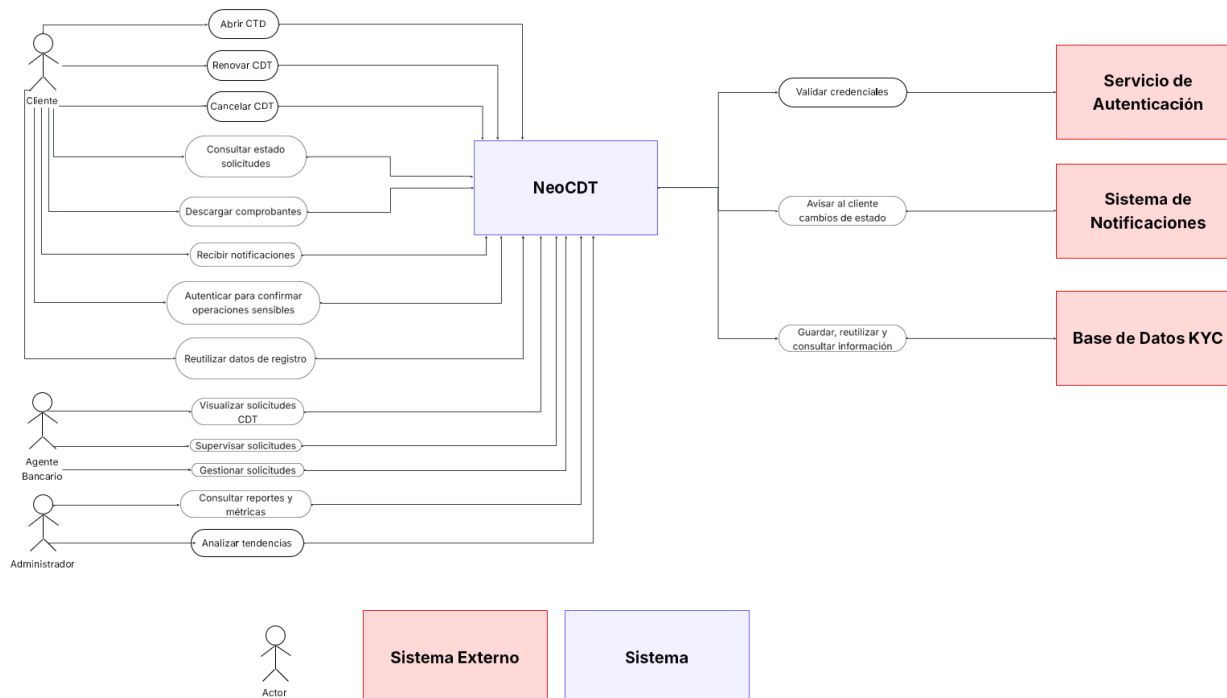 Abrir CTD
Renovar CDT
Cliente
Cancelar CDT
Consultar estado
solicitudes
Descargar comprobantes
Recibir notificaciones
Autenticar para confirmar
operaciones sensibles
Reutilizar datos de registro
Agente
Bancario
Visualizar solicitudes
CDT
Supervisar solicitudes
Gestionar solicitudes
Administrador
Consultar reportes y
métricas
Analizar tendencias
NeoCDT
Validar credenciales
Servicio de
Autenticación
Avisar al cliente
cambios de estado
Sistema de
Notificaciones
Guardar, reutilizar y
consultar información
Base de Datos KYC
Actor
Sistema Externo
Sistema